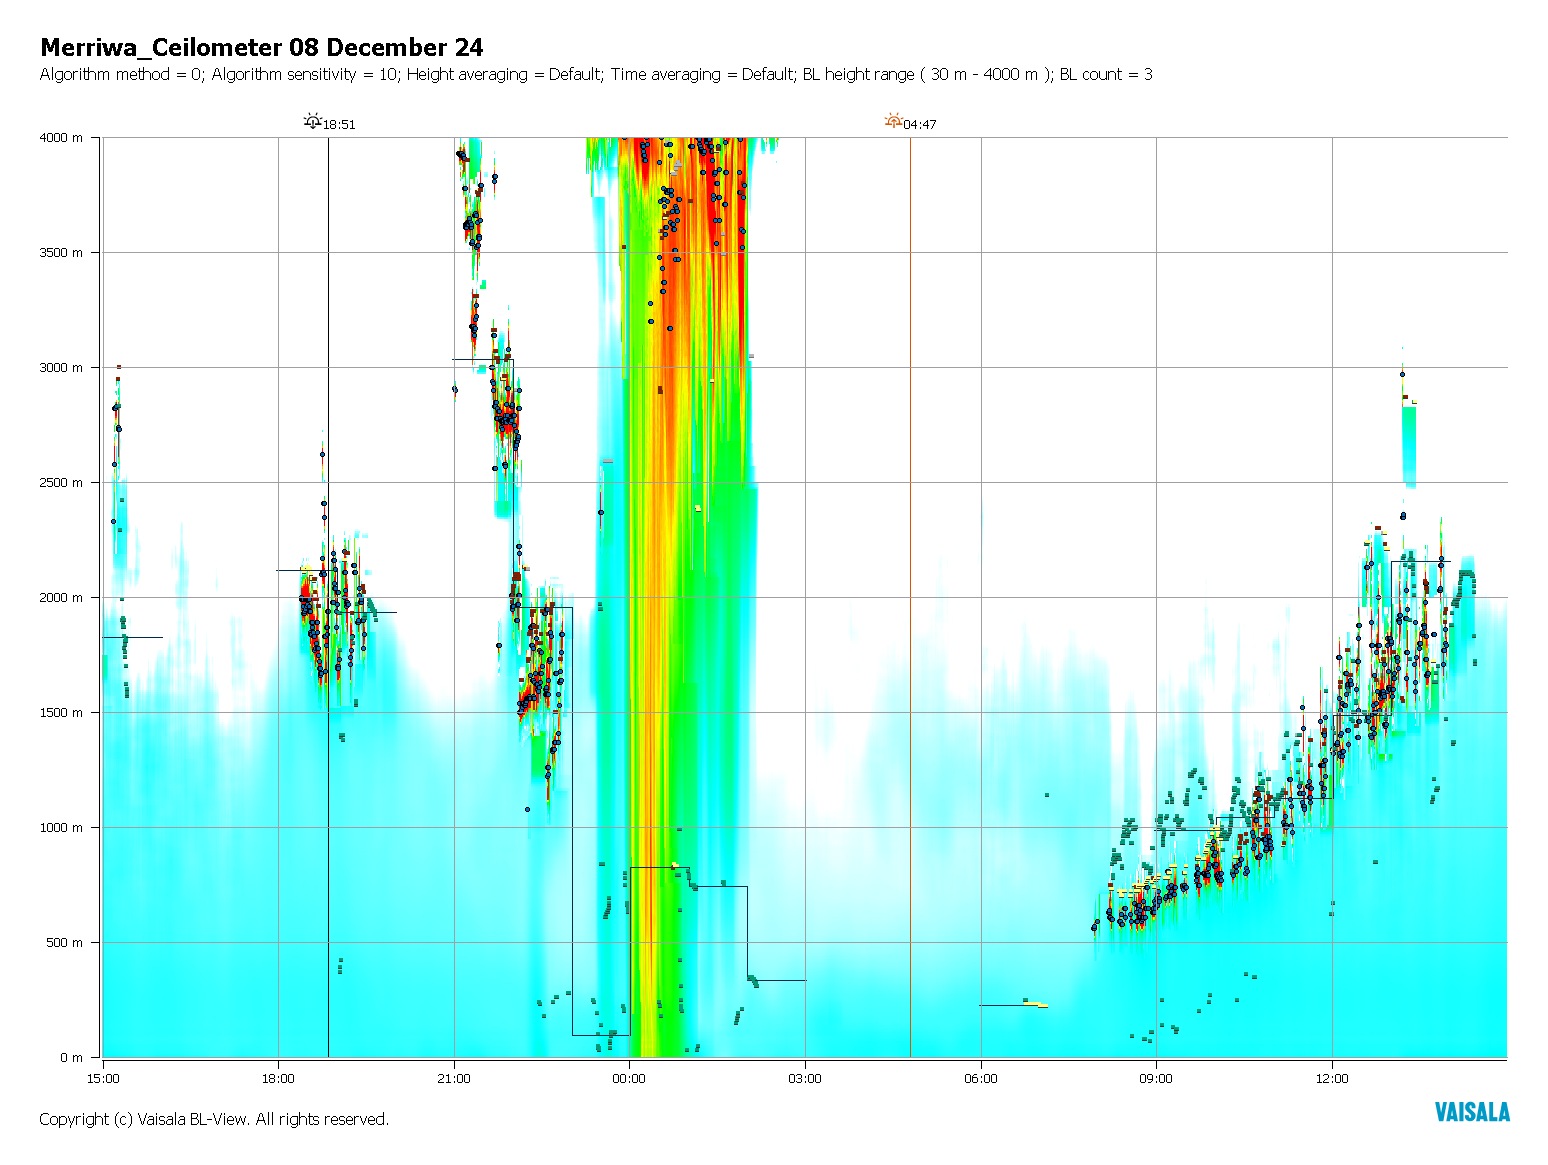 Merriwa_Ceilometer 08 December 24
Algorithm method = 0; Algorithm sensitivity = 10; Height averaging = Default; Time averaging = Default; BL height range ( 30 m - 4000 m ); BL count = 3
18:51
04:47
4000 m
3500 m
3000 m
2500 m
2000 m
1500 m
1000 m
500 m
0 m
15:00
18:00
21:00
00:00
03:00
06:00
09:00
12:00
Copyright (c) Vaisala BL-View. All rights reserved.
VAISALA